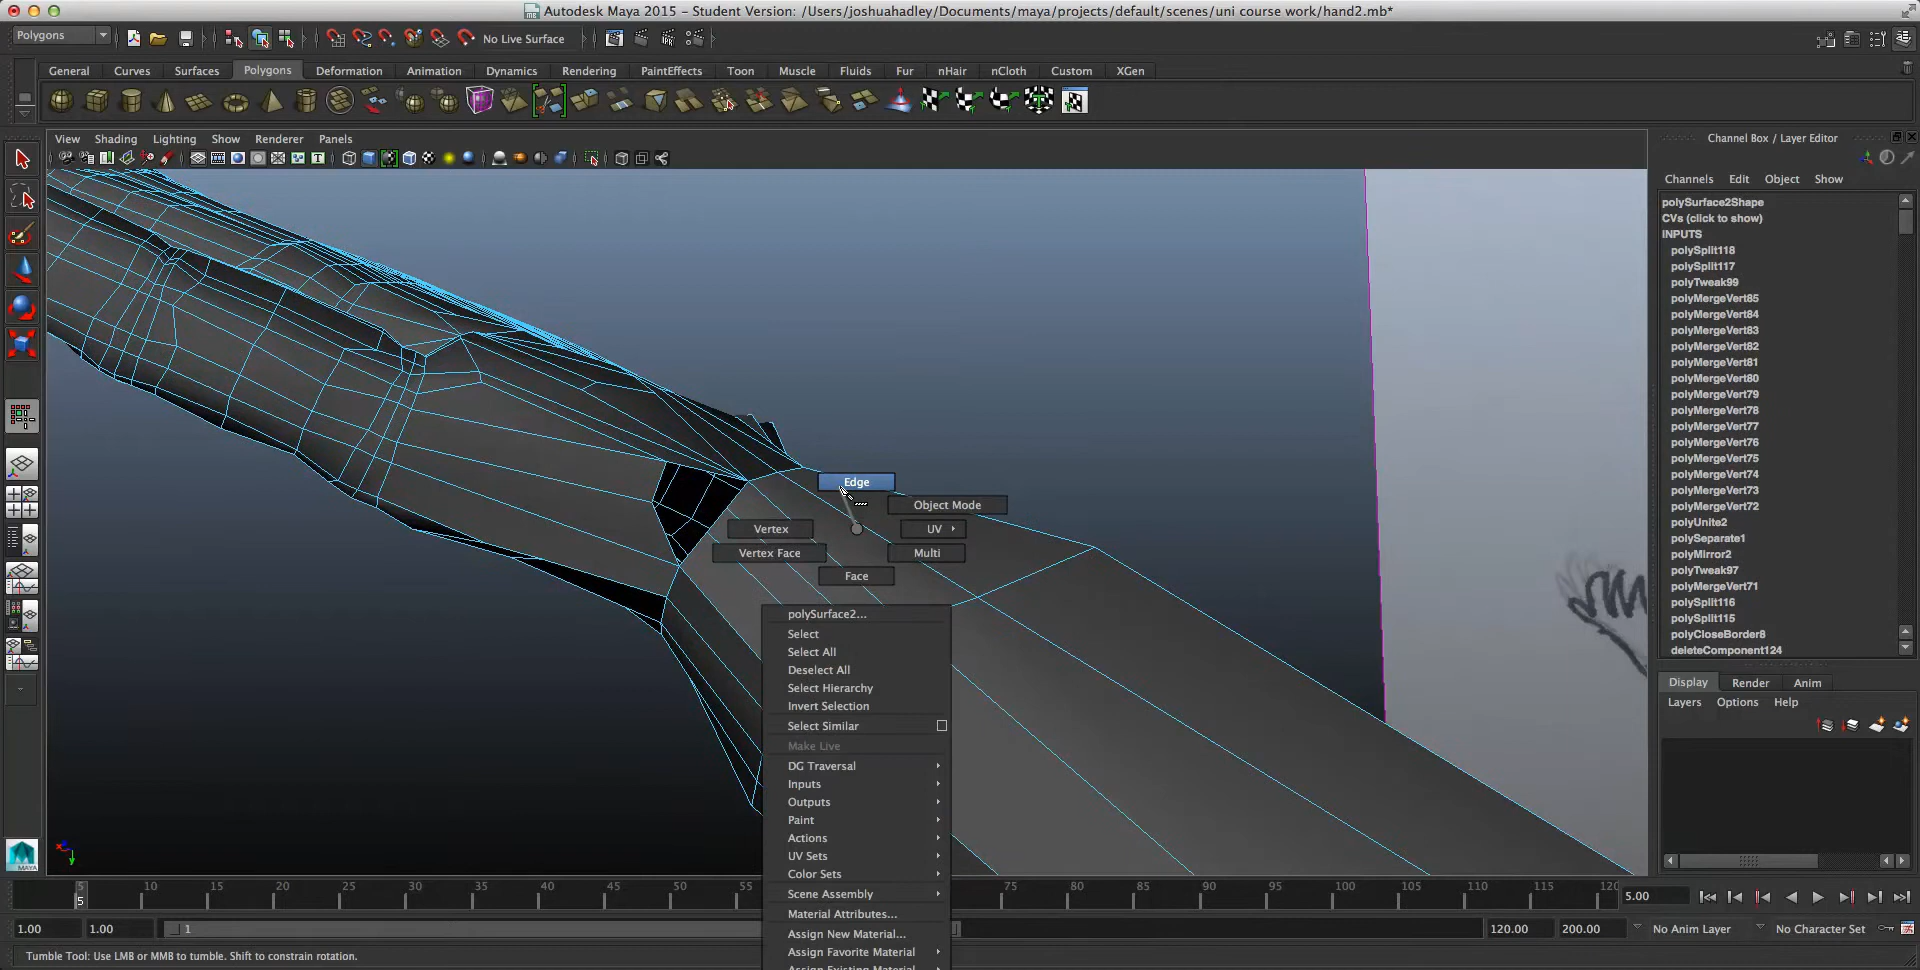 Autodesk Maya 2015 - Student Version: /Users/joshuahadley/Documents/maya/projects/default/scenes/uni course work/hand2.mb*
Polygons
No Live Surface
General Curves Surfaces Polygons Deformation Animation Dynamics Rendering PaintEffects Toon Muscle Fluids Fur nHair nCloth Custom XGen
View Shading Lighting Show Renderer Panels
Channel Box / Layer Editor
Channels Edit Object Show
polySurface2Shape
CVs (click to show)
INPUTS
polySplit118
polySplit117
polyTweak99
polyMergeVert85
polyMergeVert84
polyMergeVert83
polyMergeVert82
polyMergeVert81
polyMergeVert80
polyMergeVert79
polyMergeVert78
polyMergeVert77
polyMergeVert76
polyMergeVert75
polyMergeVert74
polyMergeVert73
polyMergeVert72
polyUnite2
polySeparate1
polyMirror2
polyTweak97
polyMergeVert71
polySplit116
polySplit115
polyCloseBorder8
deleteComponent124
Display Render Anim
Layers Options Help
Edge
Object Mode
Vertex
UV
Vertex Face
Multi
Face
polySurface2...
Select
Select All
Deselect All
Select Hierarchy
Invert Selection
Select Similar
Make Live
DG Traversal
Inputs
Outputs
Paint
Actions
UV Sets
Color Sets
Scene Assembly
Material Attributes...
Assign New Material...
Assign Favorite Material
Assign Existing Material
MAYA
5 10 15 20 25 30 35 40 45 50 55 75 80 85 90 95 100 105 110 115 120
5
5.00
1.00 1.00 1 120.00 200.00 No Anim Layer No Character Set
Tumble Tool: Use LMB or MMB to tumble. Shift to constrain rotation.